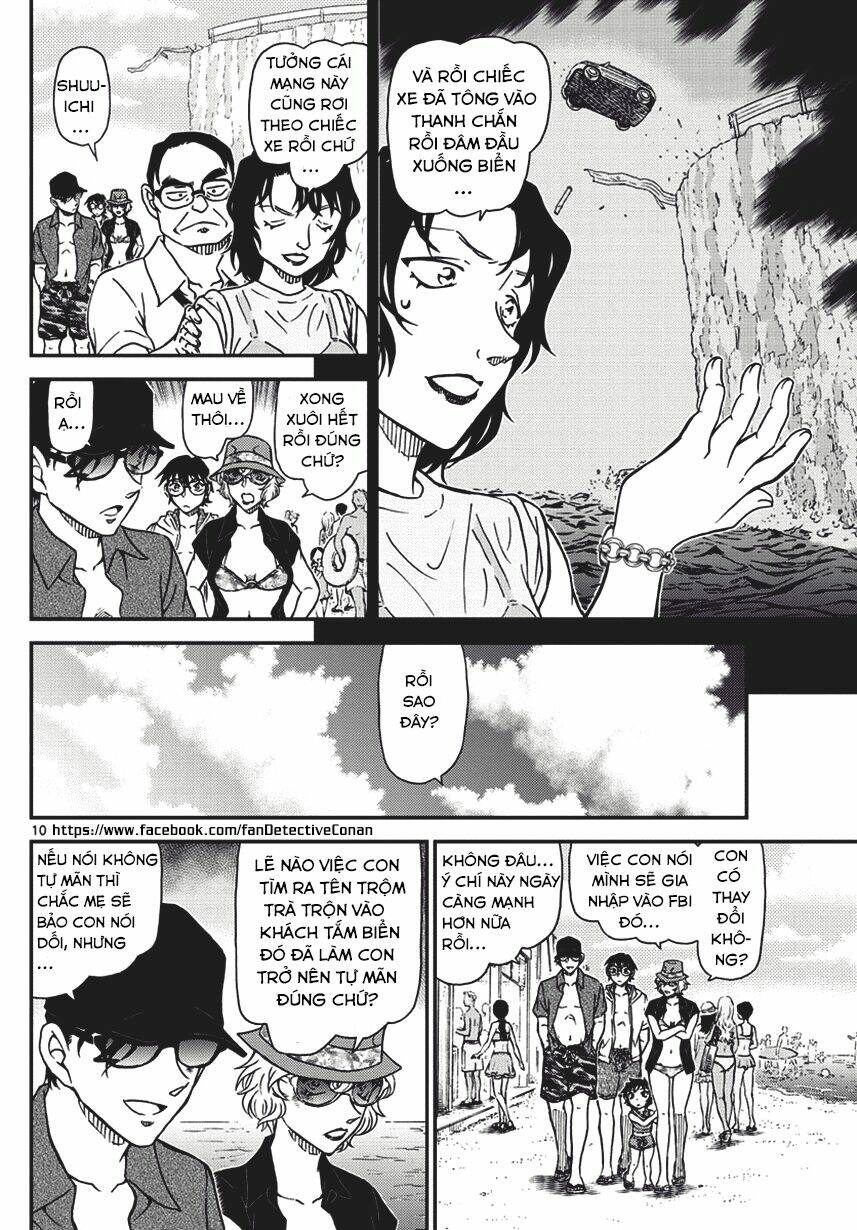 VÀ RỒI CHIẾC
XE ĐÃ TÔNG VÀO
THANH CHẮN
RỒI ĐÂM ĐẦU
XUỐNG BIỂN
...
TƯỞNG CÁI
MẠNG NÀY
CŨNG RƠI
THEO CHIẾC
XE RỒI CHỨ
...
SHUU-
ICHI
...
XONG
XUÔI HẾT
RỒI ĐÚNG
CHỨ?
MAU VỀ
THÔI...
RỒI
Ạ...
RỒI
SAO
ĐÂY?
10 https://www.facebook.com/fanDetectiveConan
CON
CÓ
THAY
ĐỔI
KHÔ-
NG?
VIỆC CON NÓI
MÌNH SẼ GIA
NHẬP VÀO FBI
ĐÓ...
KHÔNG ĐÂU...
Ý CHÍ NÀY NGÀY
CÀNG MẠNH
HƠN NỮA
RỒI...
LẼ NÀO VIỆC CON
TÌM RA TÊN TRỘM
TRÀ TRỘN VÀO
KHÁCH TẮM BIỂN
ĐÓ ĐÃ LÀM CON
TRỞ NÊN TỰ MÃN
ĐÚNG CHỨ?
NẾU NÓI KHÔNG
TỰ MÃN THÌ
CHẮC MẸ SẼ
BẢO CON NÓI
DỐI, NHƯNG
...